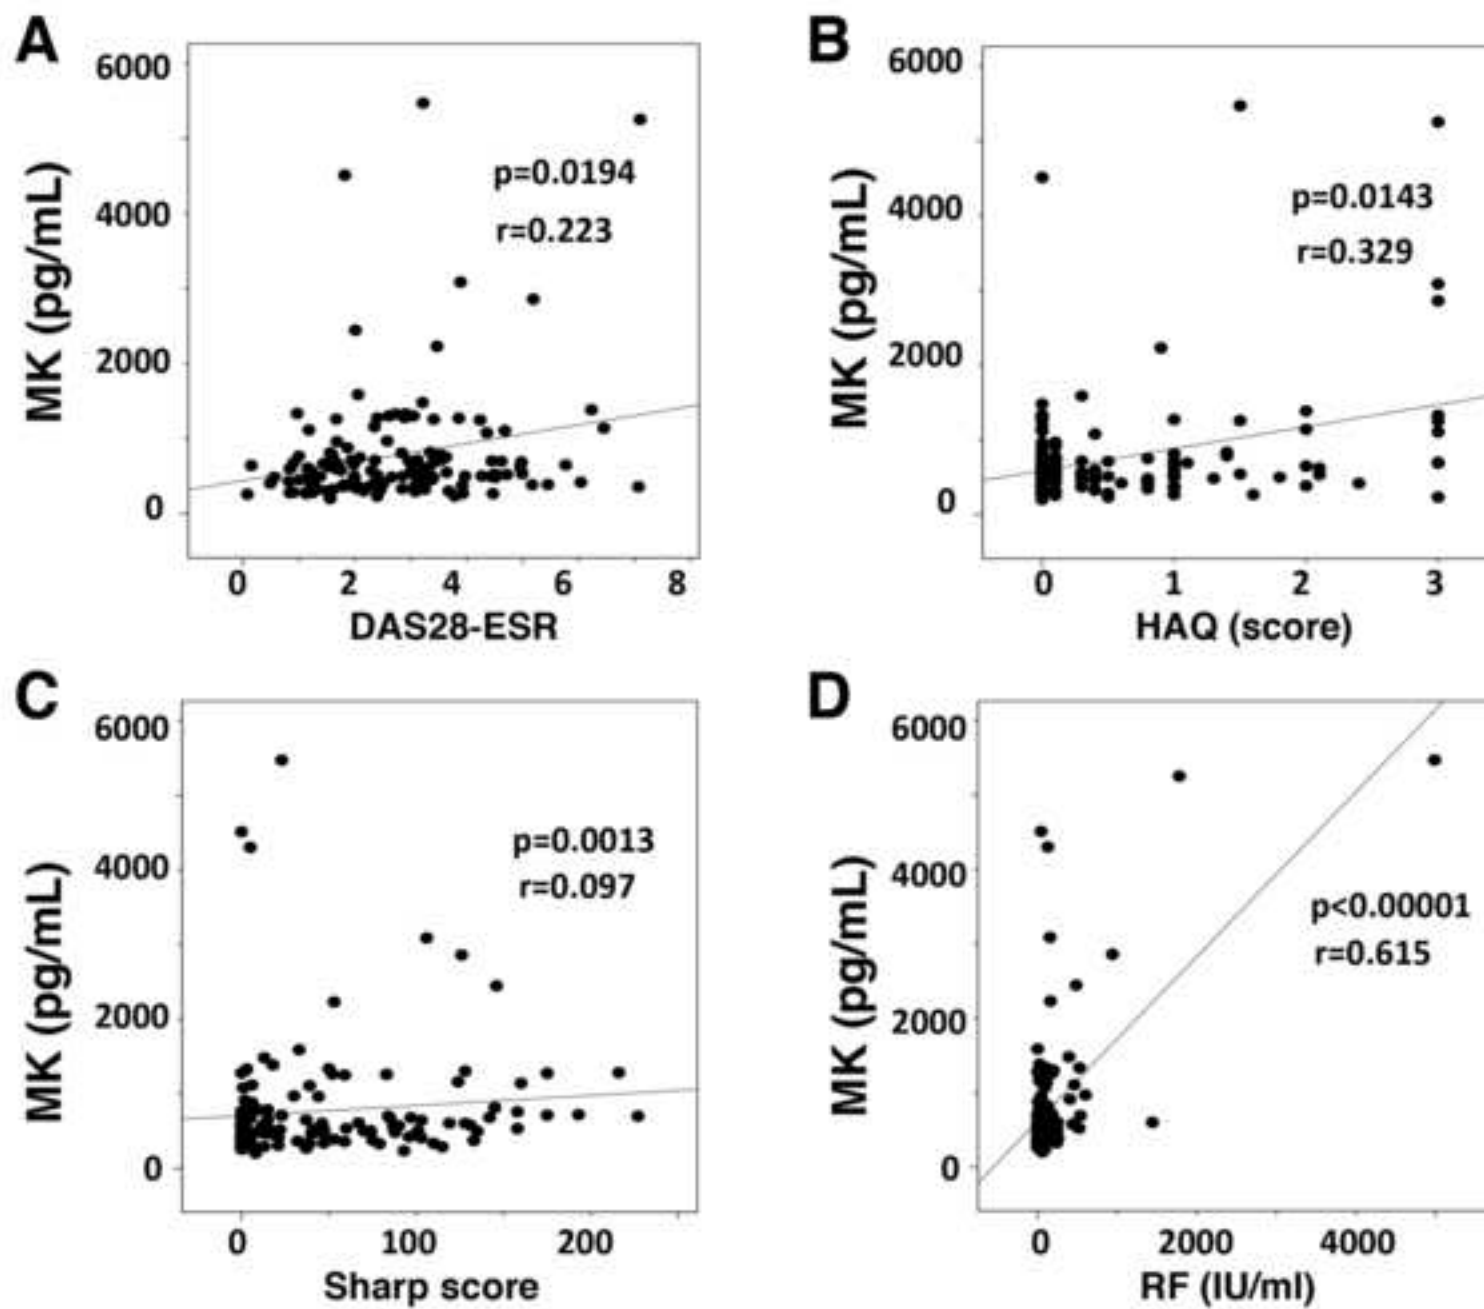 A
6000
4000
2000
0
MK (pg/mL)
p=0.0194
r=0.223
0 2 4 6 8
DAS28-ESR
B
6000
4000
2000
0
MK (pg/mL)
p=0.0143
r=0.329
0 1 2 3
HAQ (score)
C
6000
4000
2000
0
MK (pg/mL)
p=0.0013
r=0.097
0 100 200
Sharp score
D
6000
4000
2000
0
MK (pg/mL)
p<0.00001
r=0.615
0 2000 4000
RF (IU/ml)